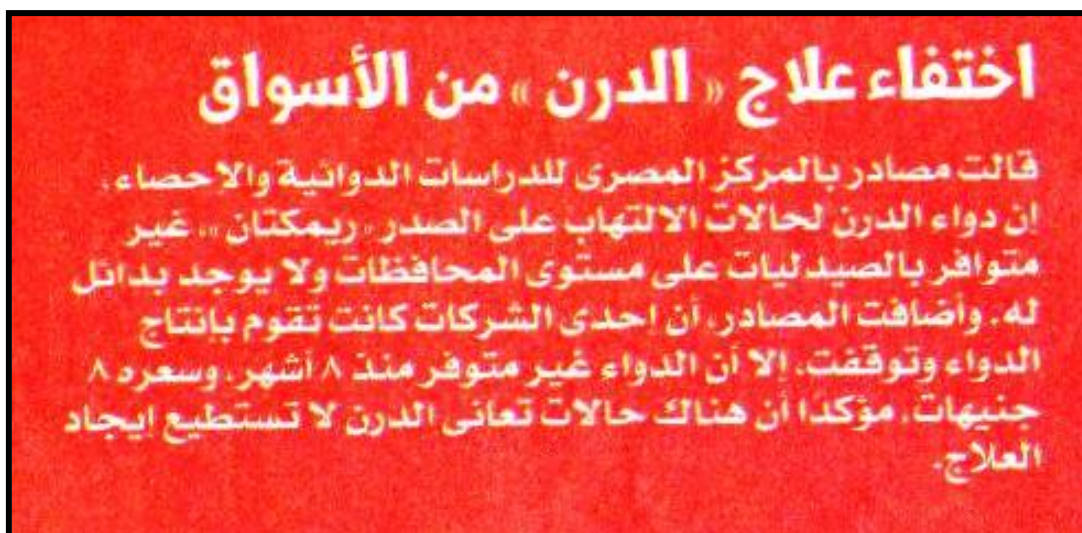 اختفاء علاج « الدرن » من الأسواق
قالت مصادر بالمركز المصرى للدراسات الدوائية والاحصاء،
إن دواء الدرن لحالات الالتهاب على الصدر «ريمكتان»، غير
متوافر بالصيدليات على مستوى المحافظات ولا يوجد بدائل
له. وأضافت المصادر، أن احدى الشركات كانت تقوم بإنتاج
الدواء وتوقفت، إلا أن الدواء غير متوفر منذ ٨ أشهر، وسعره ٨
جنيهات، مؤكدا أن هناك حالات تعانى الدرن لا تستطيع إيجاد
العلاج.